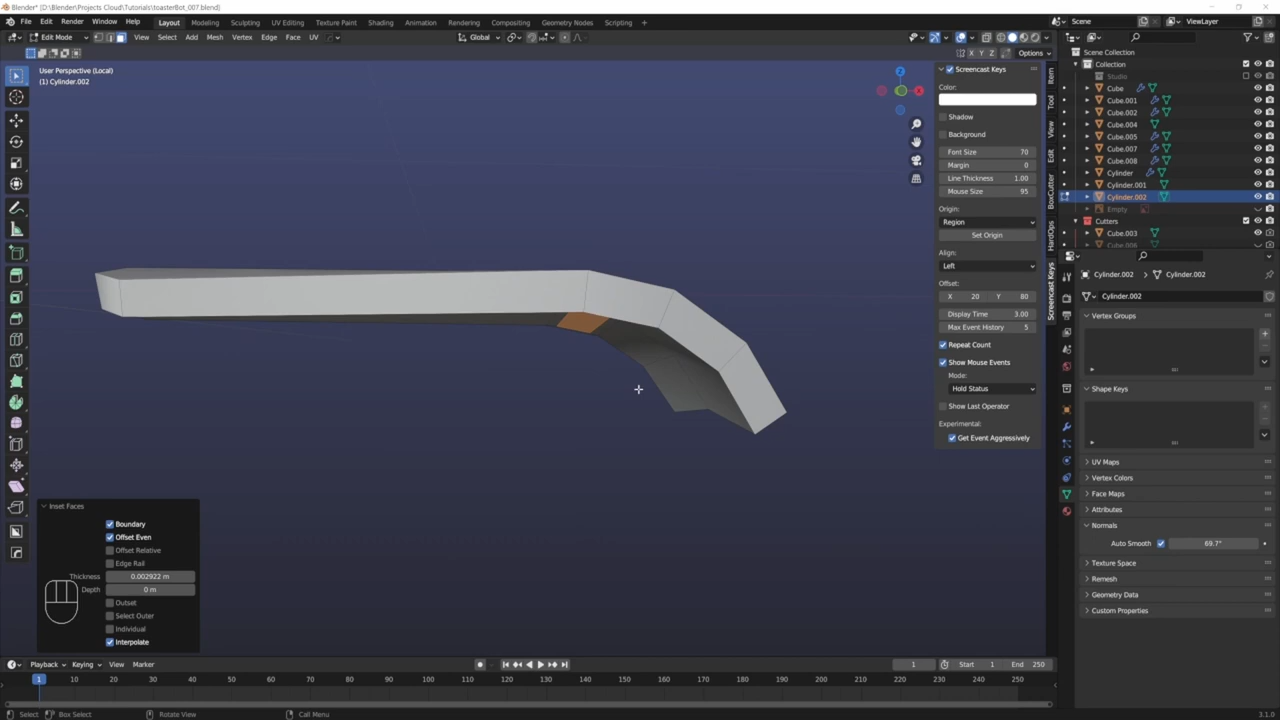 Blender* [D:\Blender\Projects Cloud\Tutorials\toasterBot_007.blend]
File Edit Render Window Help Layout Modeling Sculpting UV Editing Texture Paint Shading Animation Rendering Compositing Geometry Nodes Scripting + Scene ViewLayer
Edit Mode View Select Add Mesh Vertex Edge Face UV Global
X Y Z Options
User Perspective (Local)
(1) Cylinder.002
Z
X
Screencast Keys
Color:
Shadow
Background
Font Size 70
Margin 0
Line Thickness 1.00
Mouse Size 95
Origin:
Region
Set Origin
Align:
Left
Offset:
X 20 Y 80
Display Time 3.00
Max Event History 5
Repeat Count
Show Mouse Events
Mode:
Hold Status
Show Last Operator
Experimental:
Get Event Aggressively
Item
Tool
View
Edit
BoxCutter
HardOps
Screencast Keys
Scene Collection
Collection
Studio
Cube
Cube.001
Cube.002
Cube.004
Cube.005
Cube.007
Cube.008
Cylinder
Cylinder.001
Cylinder.002
Empty
Cutters
Cube.003
Cube.006
Cylinder.002 > Cylinder.002
Cylinder.002
Vertex Groups
Shape Keys
UV Maps
Vertex Colors
Face Maps
Attributes
Normals
Auto Smooth 69.7°
Texture Space
Remesh
Geometry Data
Custom Properties
Inset Faces
Boundary
Offset Even
Offset Relative
Edge Rail
Thickness 0.002922 m
Depth 0 m
Outset
Select Outer
Individual
Interpolate
Playback Keying View Marker 1 Start 1 End 250
1 10 20 30 40 50 60 70 80 90 100 110 120 130 140 150 160 170 180 190 200 210 220 230 240 250
Select Box Select Rotate View Call Menu 3.1.0